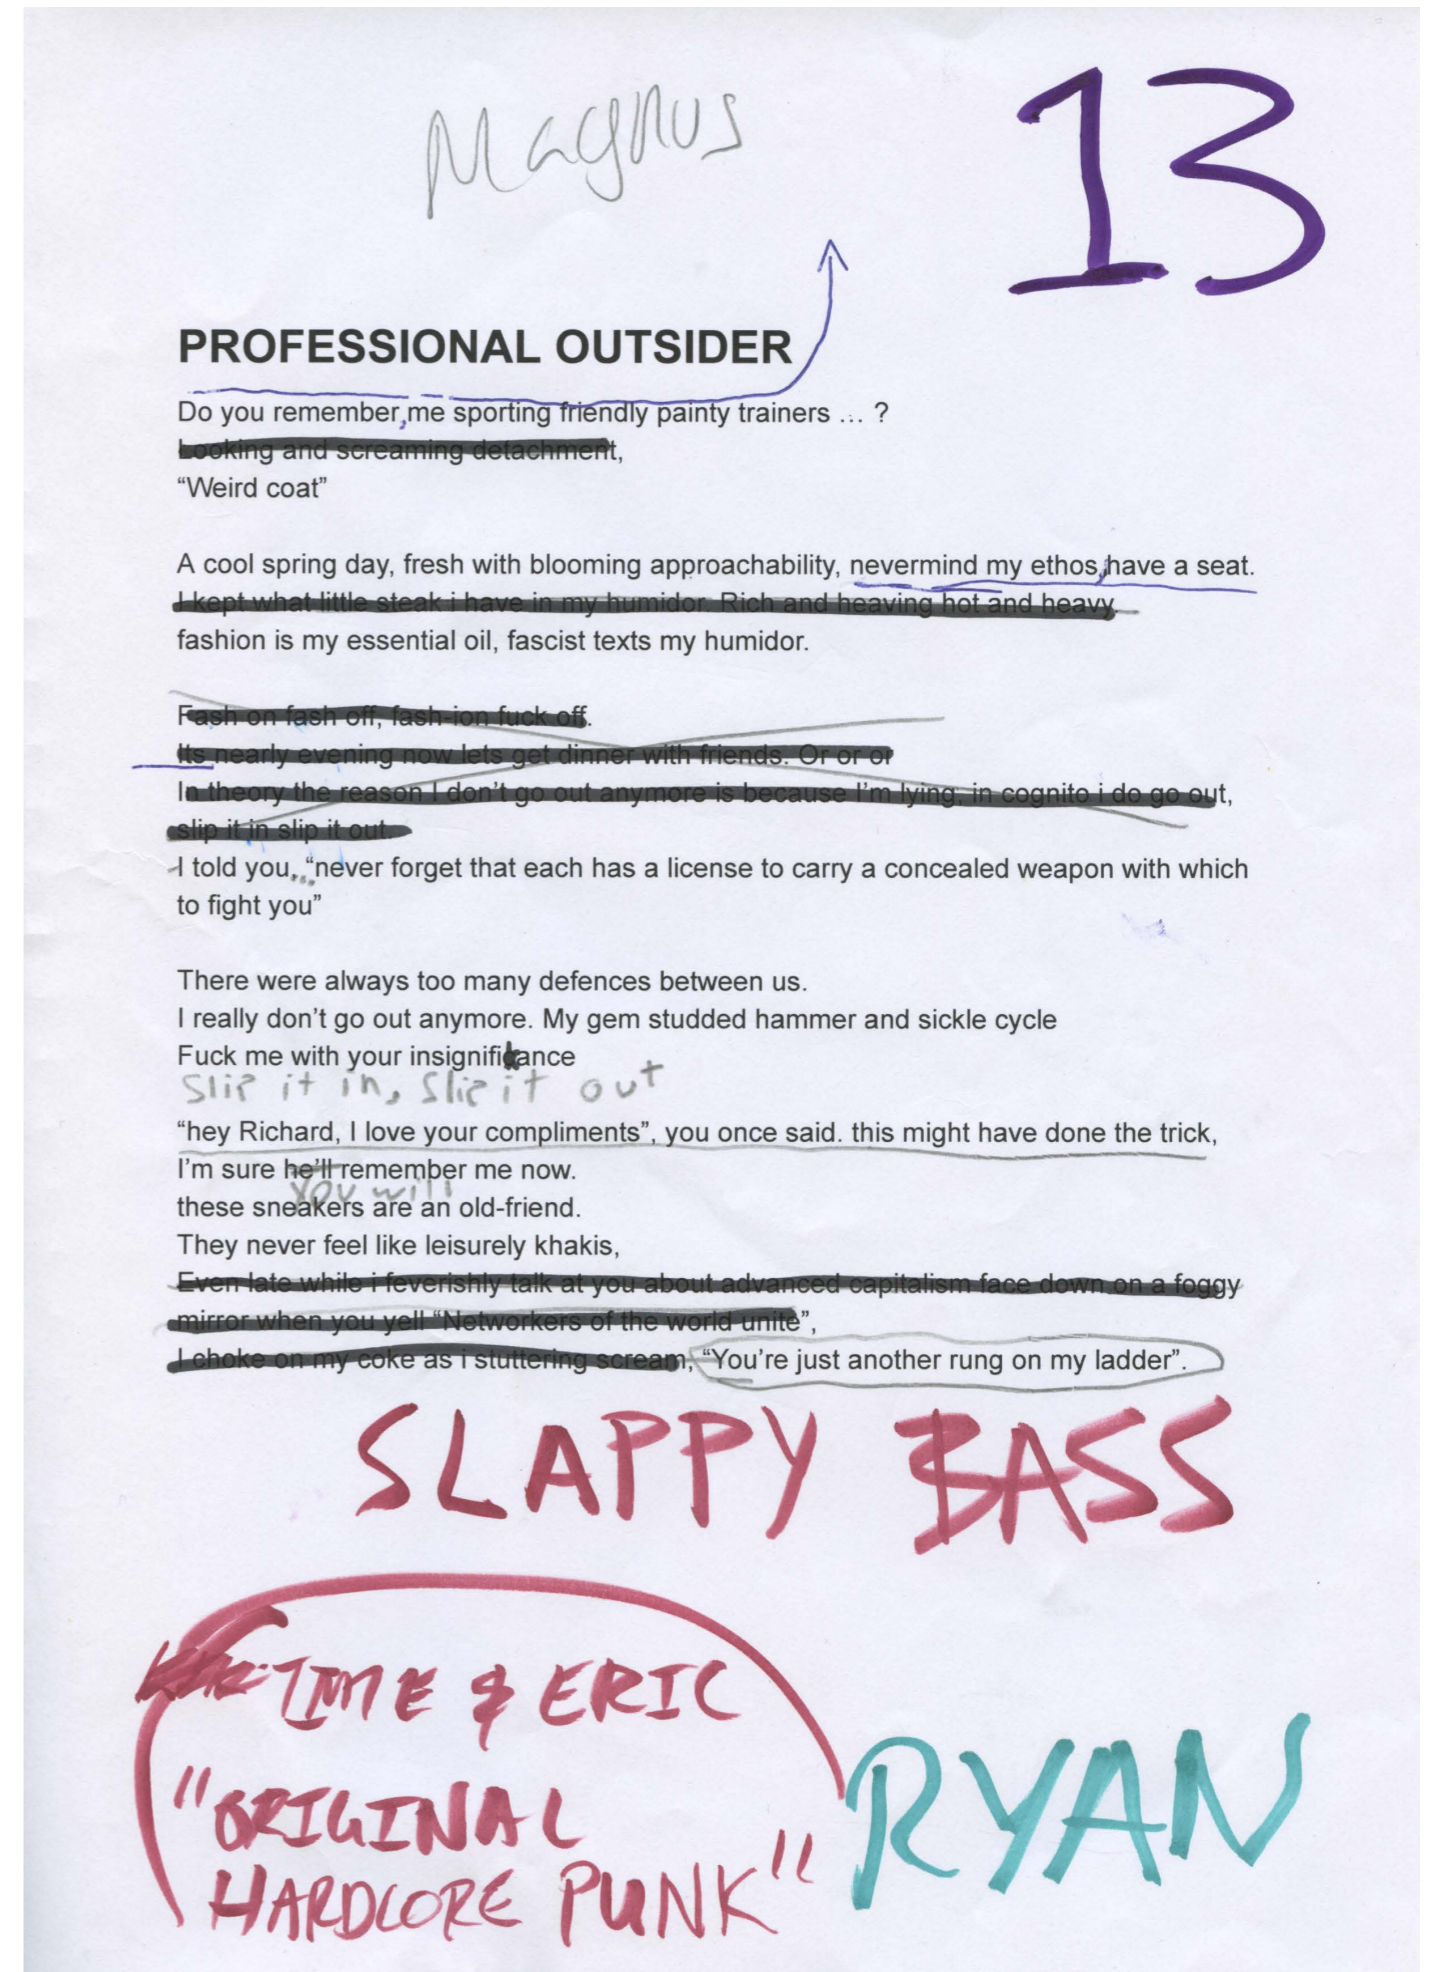 Magnus
13
PROFESSIONAL OUTSIDER
Do you remember,me sporting friendly painty trainers ... ?
Looking and screaming detachment,
“Weird coat”
A cool spring day, fresh with blooming approachability, nevermind my ethos, have a seat.
I kept what little steak i have in my humidor. Rich and heaving hot and heavy
fashion is my essential oil, fascist texts my humidor.
Fash on fash off, fash-ion fuck off.
Its nearly evening now lets get dinner with friends. Or or or
In theory the reason I don't go out anymore is because I'm lying, in cognito i do go out,
slip it in slip it out.
I told you, ... “never forget that each has a license to carry a concealed weapon with which
to fight you”
There were always too many defences between us.
I really don't go out anymore. My gem studded hammer and sickle cycle
Fuck me with your insignificance
Slip it in, Slip it out
“hey Richard, I love your compliments”, you once said. this might have done the trick,
I'm sure he'll remember me now.
You will
these sneakers are an old-friend.
They never feel like leisurely khakis,
Even late while i feverishly talk at you about advanced capitalism face down on a foggy
mirror when you yell “Networkers of the world unite”,
I choke on my coke as i stuttering scream, “You're just another rung on my ladder”.
SLAPPY BASS
TIME & ERIC
"ORIGINAL
HARDCORE PUNK"
RYAN